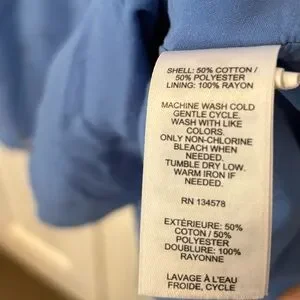 SHELL: 50% COTTON /
50% POLYESTER
LINING: 100% RAYON
MACHINE WASH COLD
GENTLE CYCLE.
WASH WITH LIKE
COLORS.
ONLY NON-CHLORINE
BLEACH WHEN
NEEDED.
TUMBLE DRY LOW.
WARM IRON IF
NEEDED.
RN 134578
EXTÉRIEURE: 50%
COTON / 50%
POLYESTER
DOUBLURE: 100%
RAYONNE
LAVAGE À L'EAU
FROIDE, CYCLE